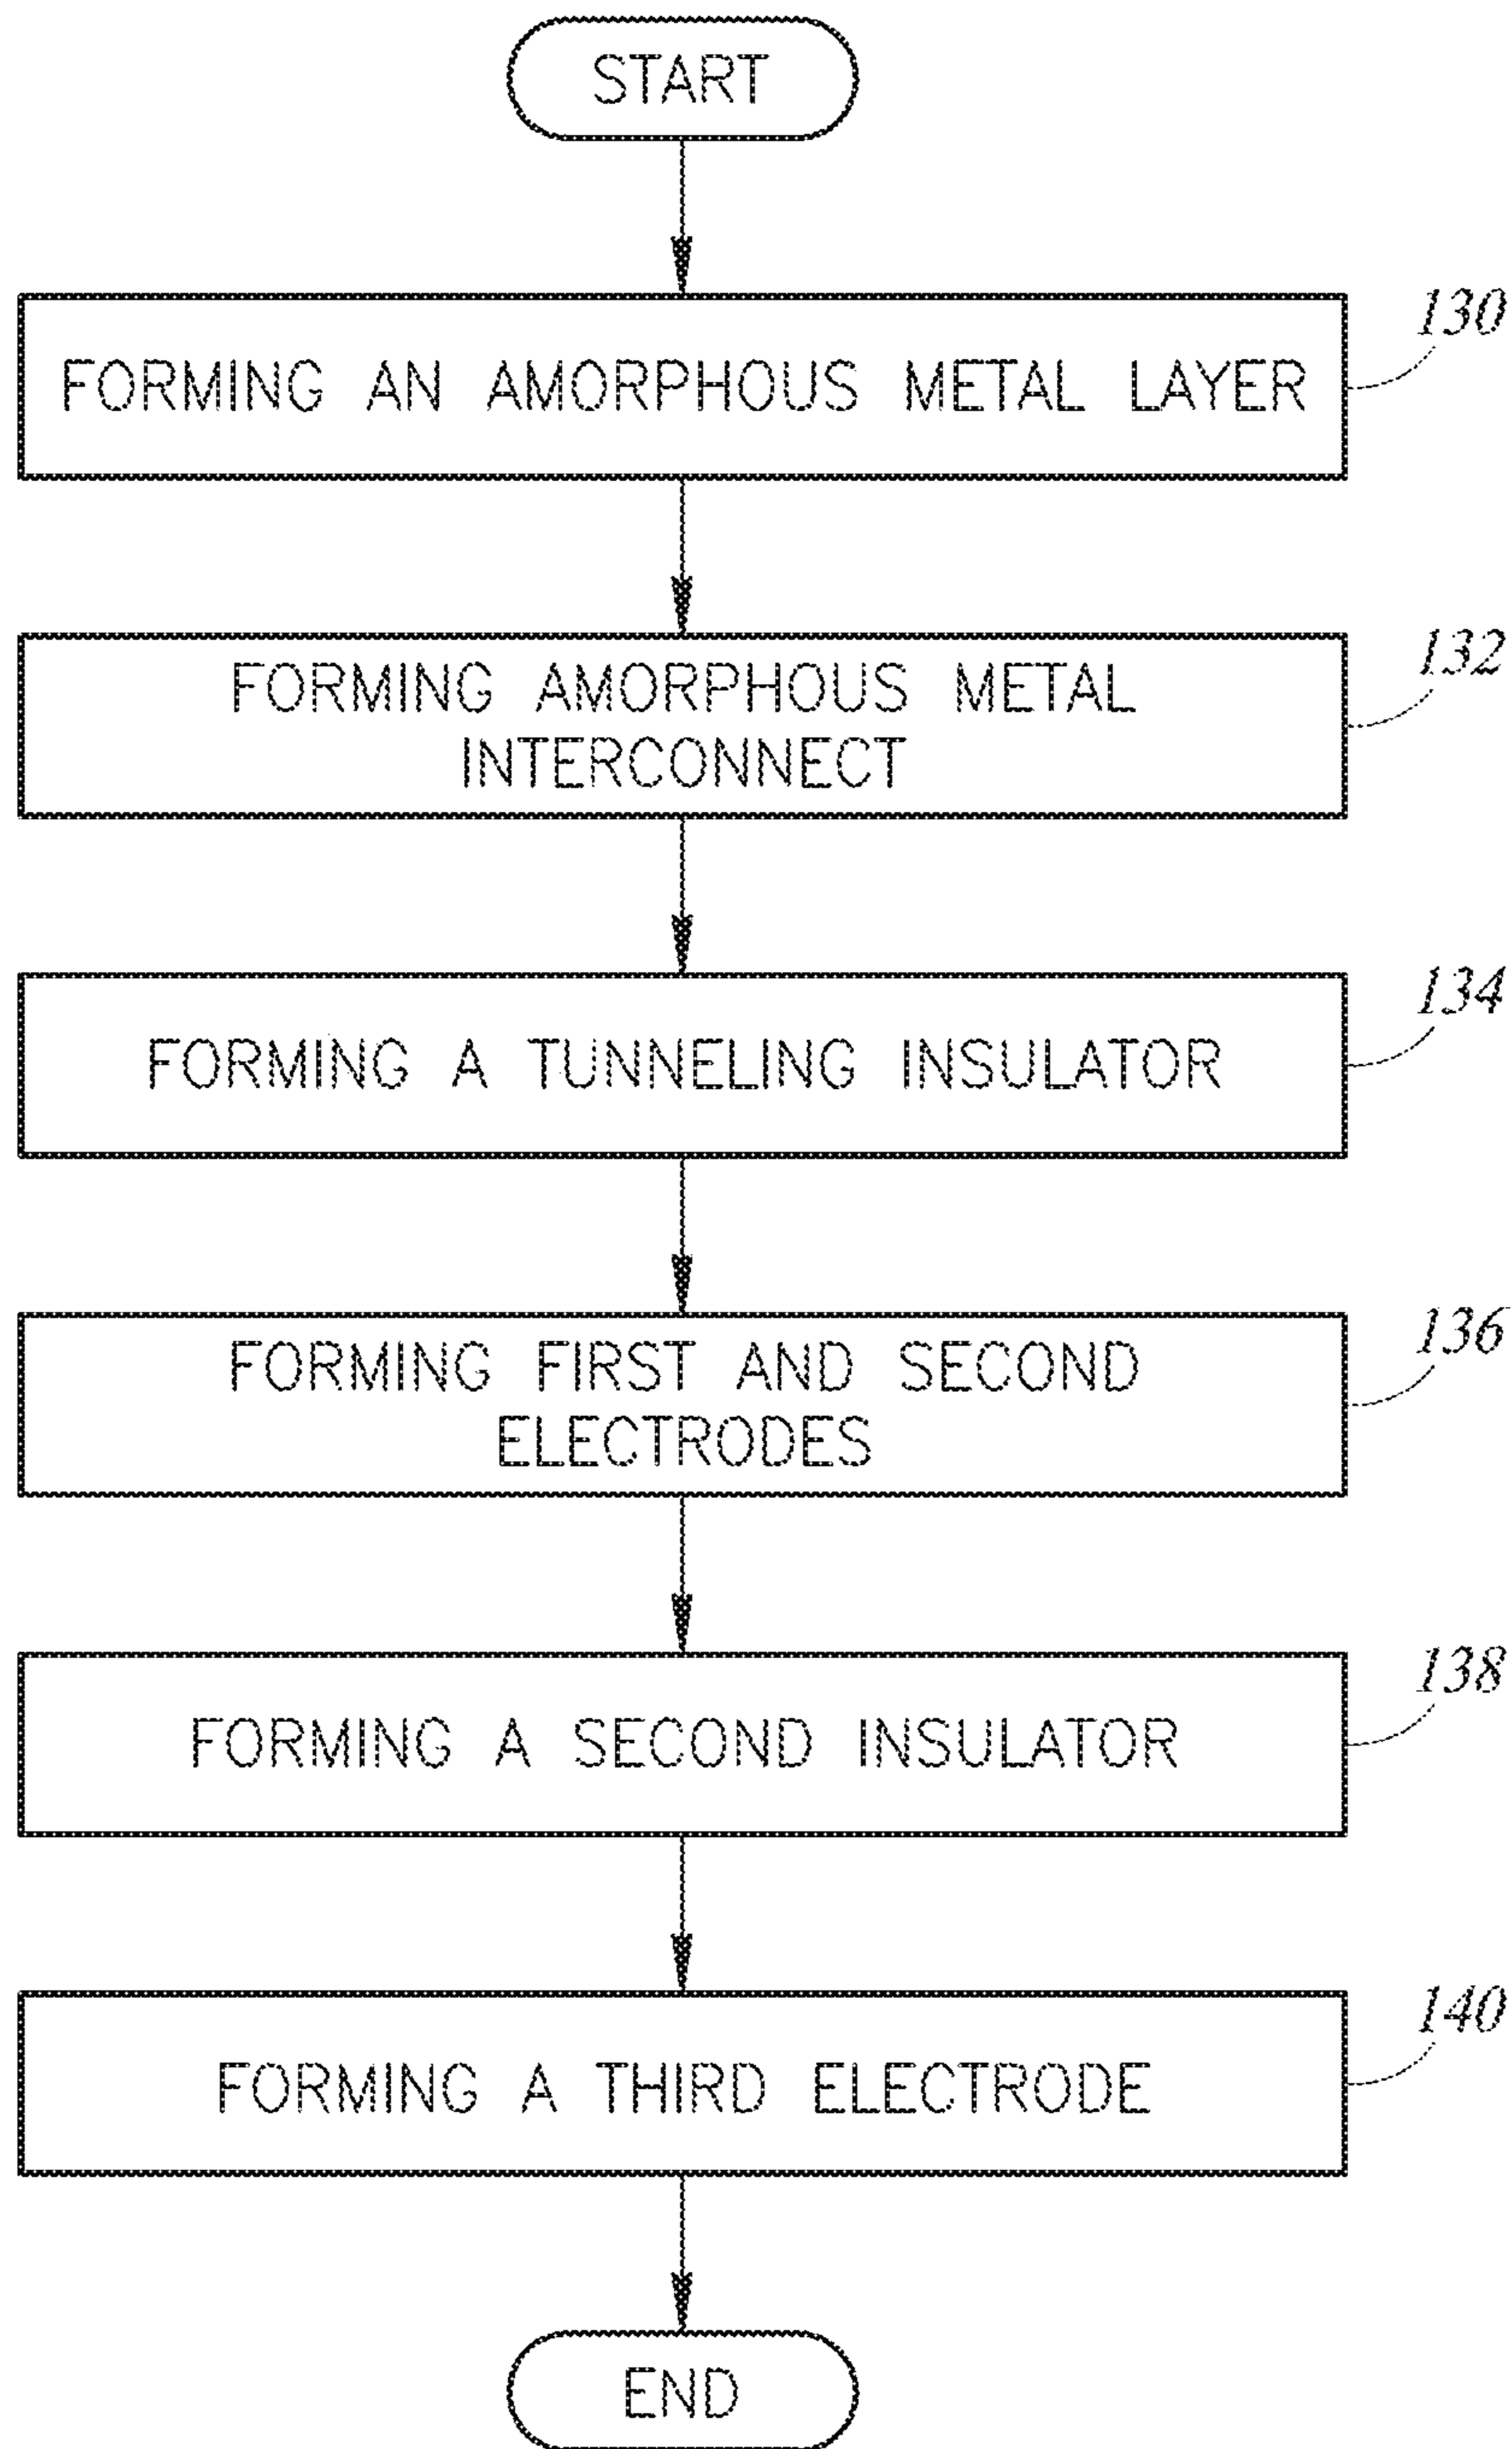 START
130
FORMING AN AMORPHOUS METAL LAYER
132
FORMING AMORPHOUS METAL
INTERCONNECT
134
FORMING A TUNNELING INSULATOR
136
FORMING FIRST AND SECOND
ELECTRODES
138
FORMING A SECOND INSULATOR
140
FORMING A THIRD ELECTRODE
END